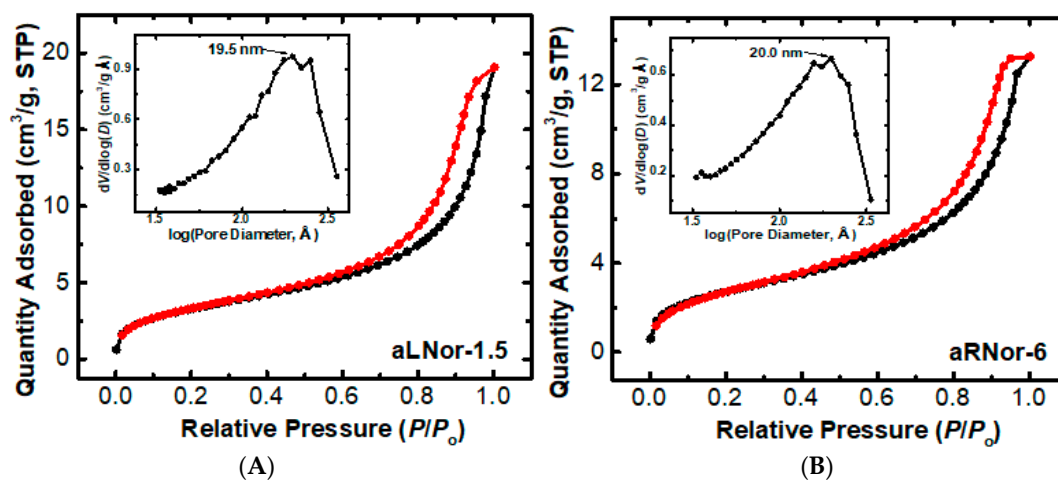 Quantity Adsorbed (cm³/g, STP)
20
15
10
5
0
0.0 0.2 0.4 0.6 0.8 1.0
Relative Pressure (P/Pₒ)
aLNor-1.5
19.5 nm
dV/dlog(D) (cm³/g Å)
0.9
0.6
0.3
1.5 2.0 2.5
log(Pore Diameter, Å)
(A)
Quantity Adsorbed (cm³/g, STP)
12
8
4
0
0.0 0.2 0.4 0.6 0.8 1.0
Relative Pressure (P/Pₒ)
aRNor-6
20.0 nm
dV/dlog(D) (cm³/g Å)
0.6
0.4
0.2
1.5 2.0 2.5
log(Pore Diameter, Å)
(B)